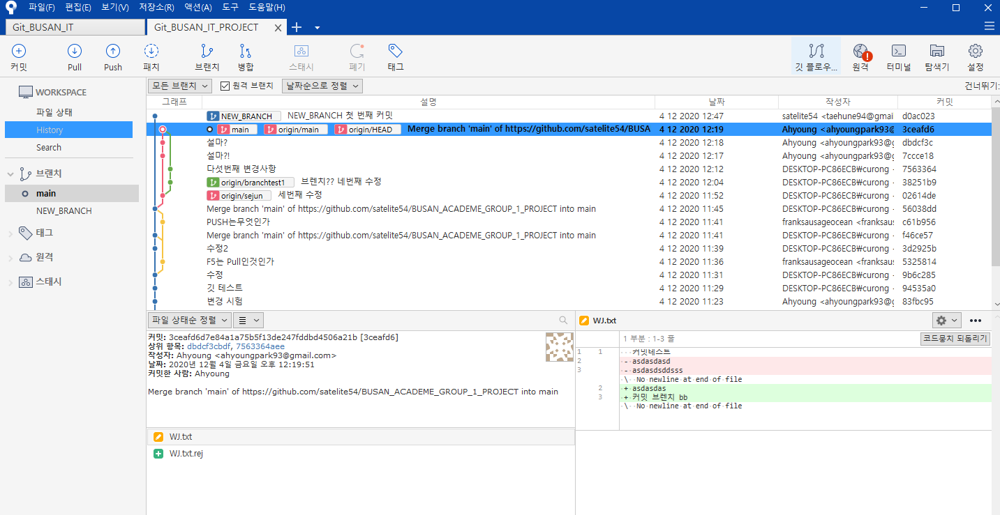 파일(F) 편집(E) 보기(V) 저장소(R) 액션(A) 도구 도움말(H)
Git_BUSAN_IT Git_BUSAN_IT_PROJECT
커밋 Pull Push 패치 브랜치 병합 스태시 폐기 태그 깃 플로우... 원격 터미널 탐색기 설정
WORKSPACE
파일 상태
History
Search
브랜치
main
NEW_BRANCH
태그
원격
스태시
모든 브랜치 원격 브랜치 날짜순으로 정렬 건너뛰기:
그래프 설명 날짜 작성자 커밋
NEW_BRANCH NEW_BRANCH 첫 번째 커밋 4 12 2020 12:47 satelite54 <taehune94@gmai d0ac023
main origin/main origin/HEAD Merge branch 'main' of https://github.com/satelite54/BUSA 4 12 2020 12:19 Ahyoung <ahyoungpark93@ 3ceafd6
설마? 4 12 2020 12:18 Ahyoung <ahyoungpark93@g dbdcf3c
설마?! 4 12 2020 12:17 Ahyoung <ahyoungpark93@g 7ccce18
다섯번째 변경사항 4 12 2020 12:12 DESKTOP-PC86ECB₩curong < 7563364
origin/branchtest1 브렌치?? 네번째 수정 4 12 2020 12:04 DESKTOP-PC86ECB₩curong < 38251b9
origin/sejun 세번째 수정 4 12 2020 11:52 DESKTOP-PC86ECB₩curong < 02614de
Merge branch 'main' of https://github.com/satelite54/BUSAN_ACADEME_GROUP_1_PROJECT into main 4 12 2020 11:45 DESKTOP-PC86ECB₩curong < 56038dd
PUSH는무엇인가 4 12 2020 11:41 franksausageocean <franksaus c61b956
Merge branch 'main' of https://github.com/satelite54/BUSAN_ACADEME_GROUP_1_PROJECT into main 4 12 2020 11:41 DESKTOP-PC86ECB₩curong < f46ce57
수정2 4 12 2020 11:39 DESKTOP-PC86ECB₩curong < 3d2925b
F5는 Pull인것인가 4 12 2020 11:36 franksausageocean <franksaus 5325814
수정 4 12 2020 11:31 DESKTOP-PC86ECB₩curong < 9b6c285
깃 테스트 4 12 2020 11:29 DESKTOP-PC86ECB₩curong < 94535a0
변경 시험 4 12 2020 11:23 Ahyoung <ahyoungpark93@g 83fbc95
파일 상태순 정렬
커밋: 3ceafd6d7e84a1a75b5f13de247fddbd4506a21b [3ceafd6]
상위 항목: dbdcf3cbdf, 7563364aee
작성자: Ahyoung <ahyoungpark93@gmail.com>
날짜: 2020년 12월 4일 금요일 오후 12:19:51
커밋한 사람: Ahyoung
Merge branch 'main' of https://github.com/satelite54/BUSAN_ACADEME_GROUP_1_PROJECT into main
WJ.txt
WJ.txt.rej
WJ.txt
1 부분 : 1-3 줄 코드뭉치 되돌리기
1 1 커밋테스트
2 - asdasdasd
3 - asdasdsddsss
\ No newline at end of file
2 + asdasdas
3 + 커밋 브렌치 bb
\ No newline at end of file